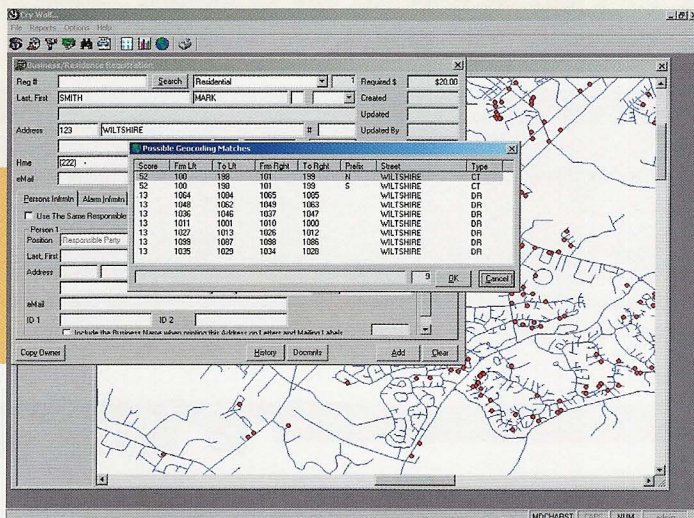 Cry Wolf...
File Reports Options Help
Business/Residence Registration
Reg # Search Residential 1 Required $ $20.00
Last, First SMITH MARK Created
Updated
Address 123 WILTSHIRE # Updated By
Possible Geocoding Matches
Score Frm Lft To Lft Frm Rght To Rght Prefix Street Type
52 100 198 101 199 N WILTSHIRE CT
52 100 198 101 199 S WILTSHIRE CT
13 1064 1084 1065 1085 WILTSHIRE DR
13 1048 1062 1049 1063 WILTSHIRE DR
13 1036 1046 1037 1047 WILTSHIRE DR
13 1011 1001 1010 1000 WILTSHIRE DR
13 1027 1013 1026 1012 WILTSHIRE DR
13 1099 1087 1098 1086 WILTSHIRE DR
13 1035 1029 1034 1028 WILTSHIRE DR
9 OK Cancel
Hme (222) -
eMail
Persons Infmtn Alarm Infmtn
Use The Same Responsible
Person 1
Position Responsible Party
Last, First
Address
eMail
ID 1 ID 2
Include the Business Name when printing this Address on Letters and Mailing Labels
Copy Owner History Docmnts Add Clear
MDCHARST CAPS NUM